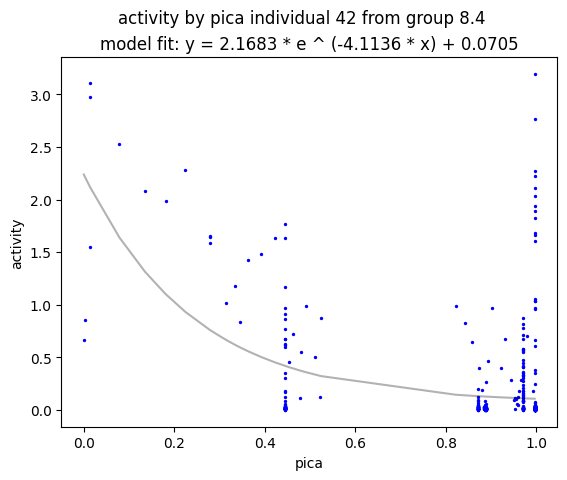 activity by pica individual 42 from group 8.4
model fit: y = 2.1683 * e ^ (-4.1136 * x) + 0.0705
3.0
2.5
2.0
1.5
1.0
0.5
0.0
activity
0.0 0.2 0.4 0.6 0.8 1.0
pica